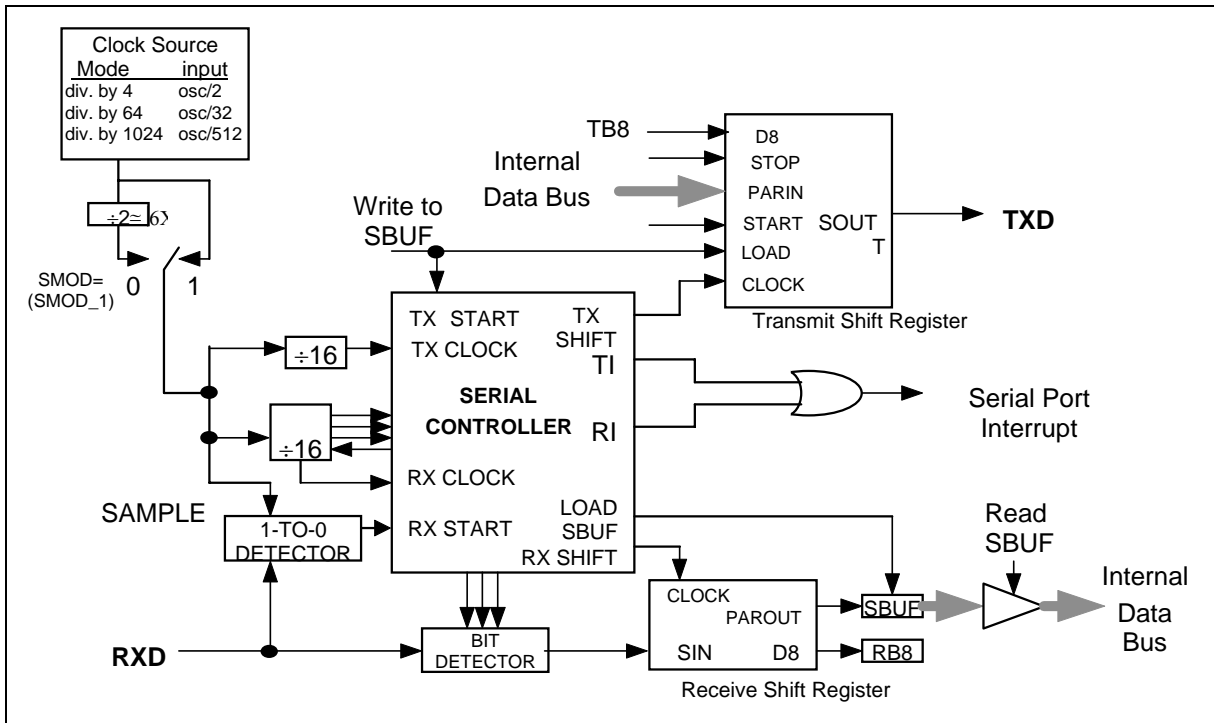 Clock Source
Mode input
div. by 4 osc/2
div. by 64 osc/32
div. by 1024 osc/512
÷2
SMOD=
(SMOD_1)
0 1
TB8
Internal
Data Bus
Write to
SBUF
D8
STOP
PARIN
START
SOUT
T
LOAD
CLOCK
TXD
Transmit Shift Register
÷16
÷16
TX START
TX CLOCK
TX
SHIFT
TI
SERIAL
CONTROLLER
RI
RX CLOCK
LOAD
SBUF
RX START
RX SHIFT
Serial Port
Interrupt
SAMPLE
1-TO-0
DETECTOR
RXD
BIT
DETECTOR
CLOCK
PAROUT
SIN D8
Receive Shift Register
SBUF
RB8
Read
SBUF
Internal
Data
Bus